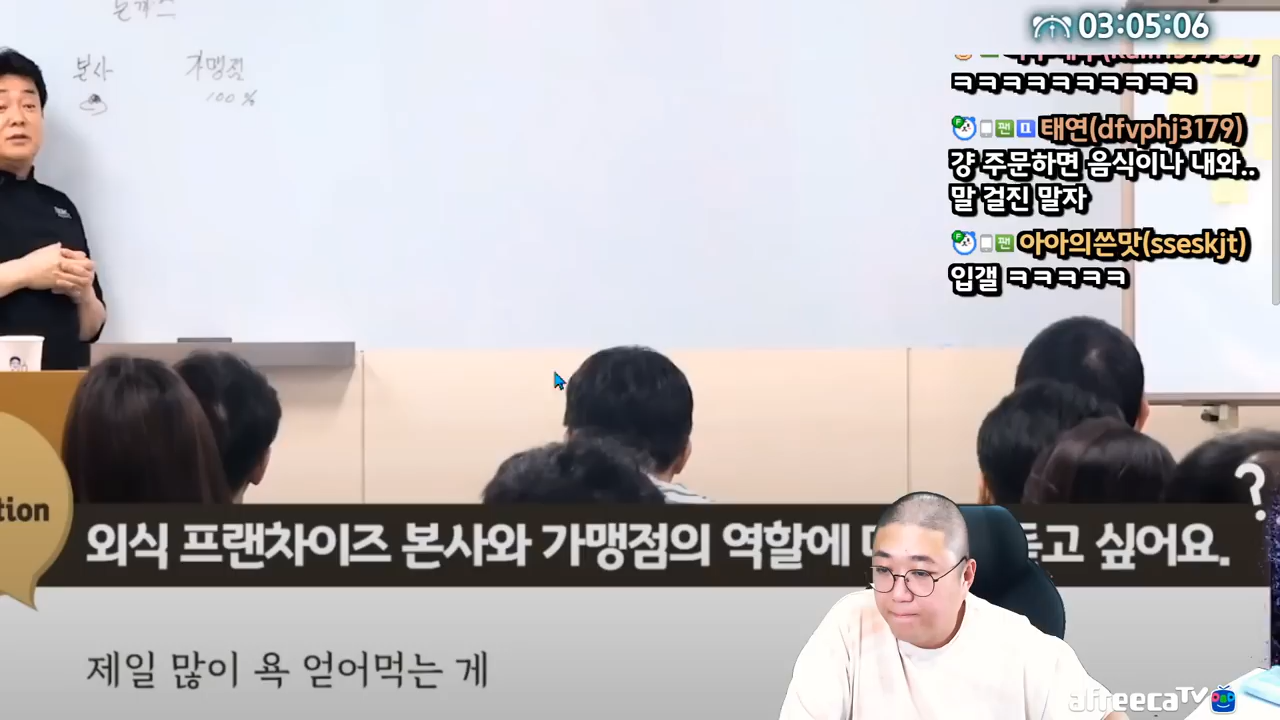 03:05:06
본사 가맹점
100 %
ㅋㅋㅋㅋㅋㅋㅋㅋㅋㅋ
태연(dfvphj3179)
걍 주문하면 음식이나 내와..
말 걸진 말자
아아의쓴맛(sseskjt)
입갤 ㅋㅋㅋㅋㅋ
tion
?
외식 프랜차이즈 본사와 가맹점의 역할에 듣고 싶어요.
제일 많이 욕 얻어먹는 게
afreecaTV